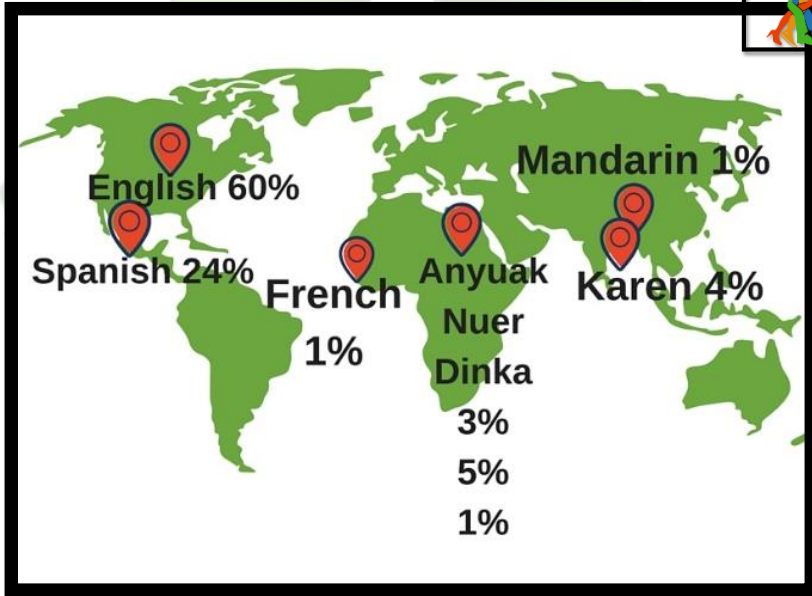 Mandarin 1%
English 60%
Spanish 24%
French
1%
Anyuak
Nuer
Dinka
3%
5%
1%
Karen 4%